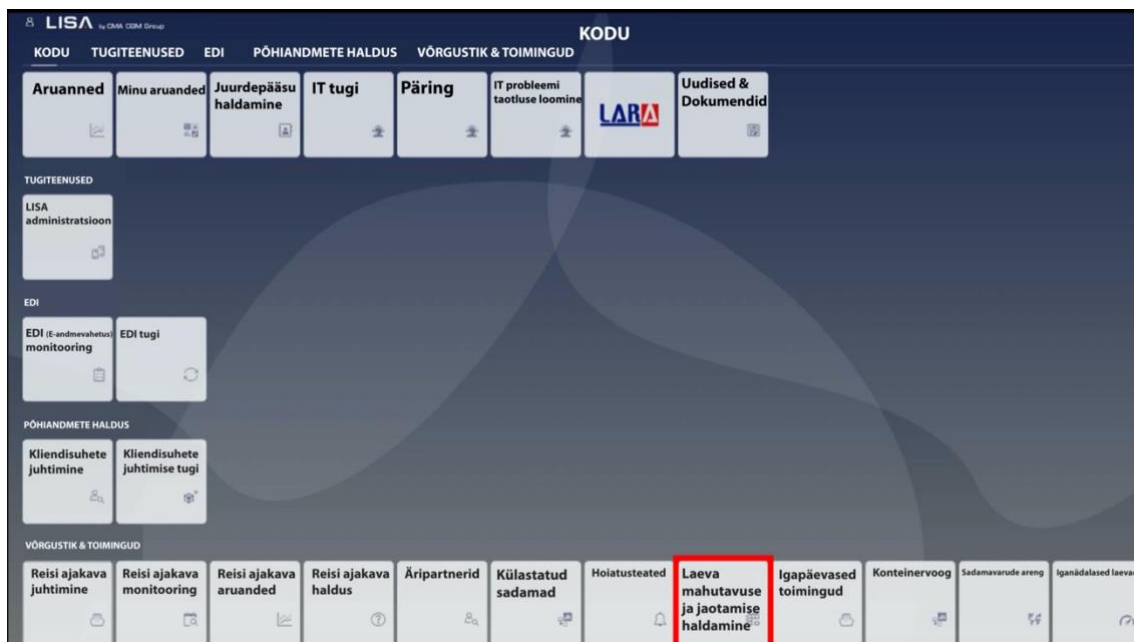 LISA by CMA CGM Group
KODU
KODU TUGITEENUSED EDI PÕHIANDMETE HALDUS VÕRGUSTIK & TOIMINGUD
Aruanned
Minu aruanded
Juurdepääsu
haldamine
IT tugi
Päring
IT probleemi
taotluse loomine
LARA
Uudised &
Dokumendid
TUGITEENUSED
LISA
administratsioon
EDI
EDI (E-andmevahetus)
monitooring
EDI tugi
PÕHIANDMETE HALDUS
Kliendisuhete
juhtimine
Kliendisuhete
juhtimise tugi
VÕRGUSTIK & TOIMINGUD
Reisi ajakava
juhtimine
Reisi ajakava
monitooring
Reisi ajakava
aruanded
Reisi ajakava
haldus
Äripartnerid
Külastatud
sadamad
Hoiatusteated
Laeva
mahutavuse
ja jaotamise
haldamine
Igapäevased
toimingud
Konteinervoog
Sadamavarude areng
Iganädalased laevad